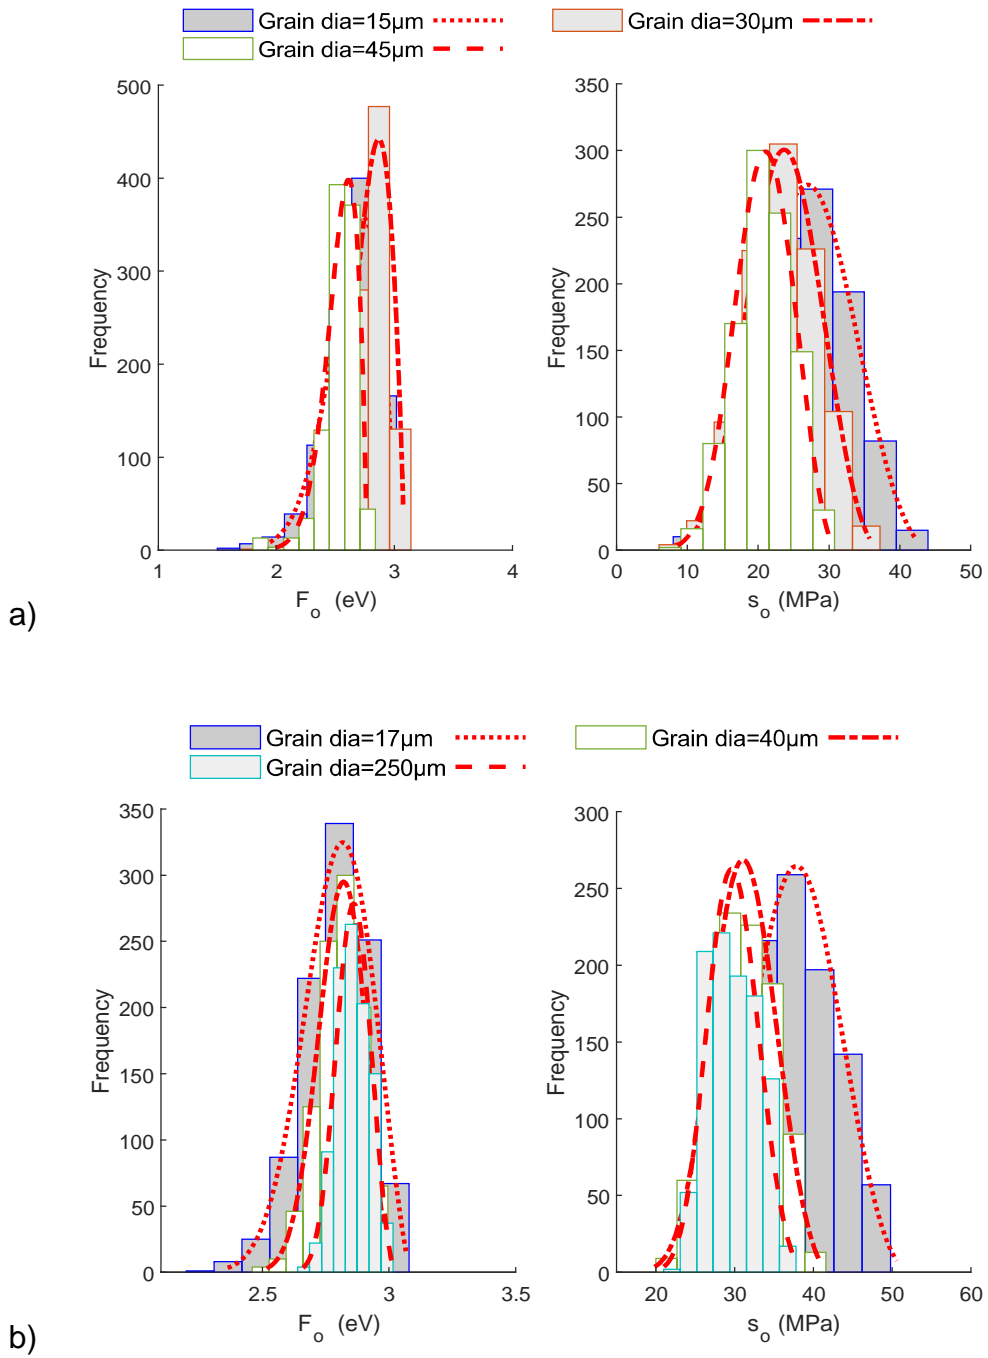 Grain dia=15μm Grain dia=30μm
Grain dia=45μm
500
400
300
200
100
0
Frequency
1 2 3 4
F_o (eV)
350
300
250
200
150
100
50
0
Frequency
0 10 20 30 40 50
s_o (MPa)
a)
Grain dia=17μm Grain dia=40μm
Grain dia=250μm
350
300
250
200
150
100
50
0
Frequency
2.5 3 3.5
F_o (eV)
300
250
200
150
100
50
0
Frequency
20 30 40 50 60
s_o (MPa)
b)